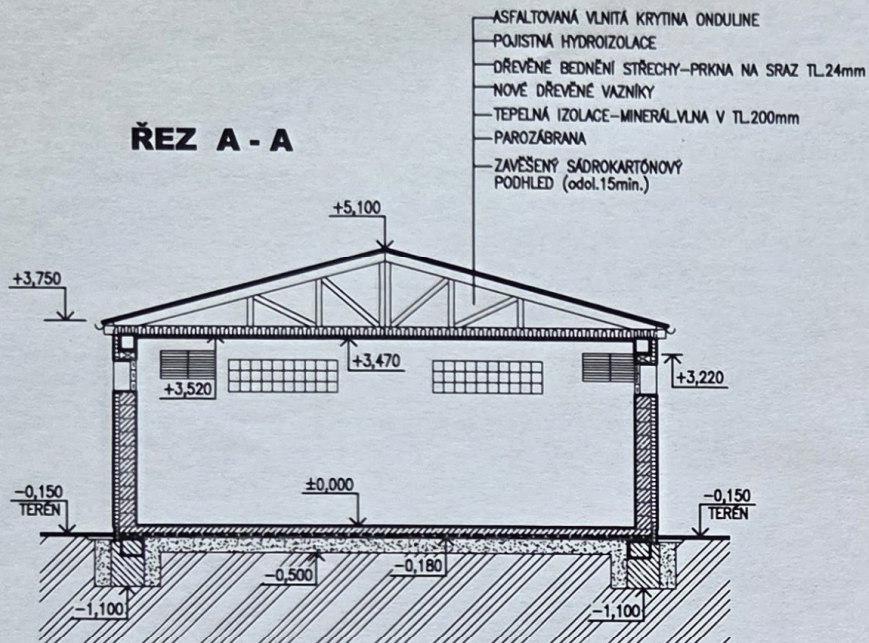 ASFALTOVANÁ VLNITÁ KRYTINA ONDULINE
POJISTNÁ HYDROIZOLACE
DŘEVĚNÉ BEDNĚNÍ STŘECHY-PRKNA NA SRAZ TL.24mm
NOVÉ DŘEVĚNÉ VAZNÍKY
TEPELNÁ IZOLACE-MINERÁL.VLNA V TL.200mm
PAROZÁBRANA
ZAVĚŠENÝ SÁDROKARTÓNOVÝ
PODHLED (odol.15min.)
ŘEZ A - A
+5,100
+3,750
+3,470
+3,520
+3,220
±0,000
-0,150
TERÉN
-0,150
TERÉN
-0,500
-0,180
-1,100
-1,100